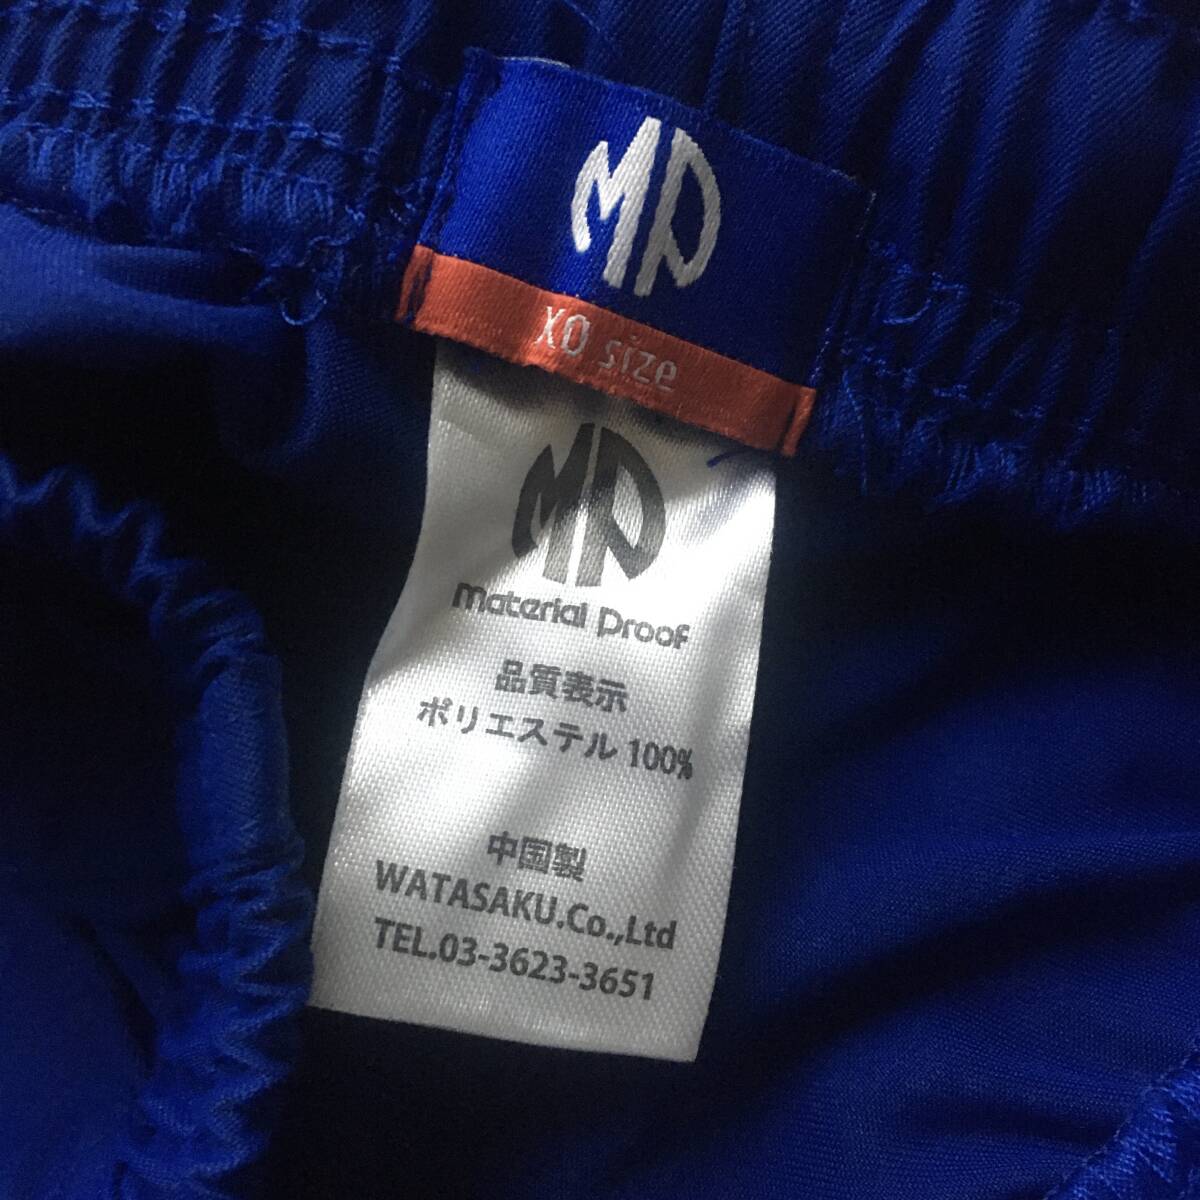 MP
XO size
MP
material proof
品質表示
ポリエステル 100%
中国製
WATASAKU.Co.,Ltd
TEL.03-3623-3651